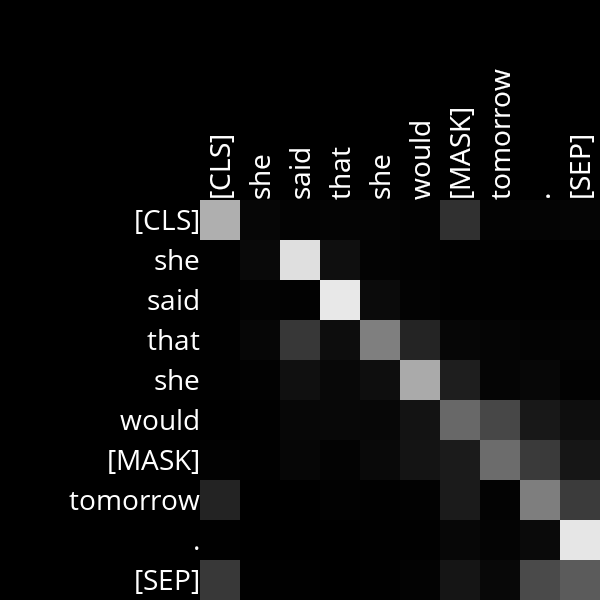 [CLS] she said that she would [MASK] tomorrow . [SEP]
[CLS]
she
said
that
she
would
[MASK]
tomorrow
.
[SEP]